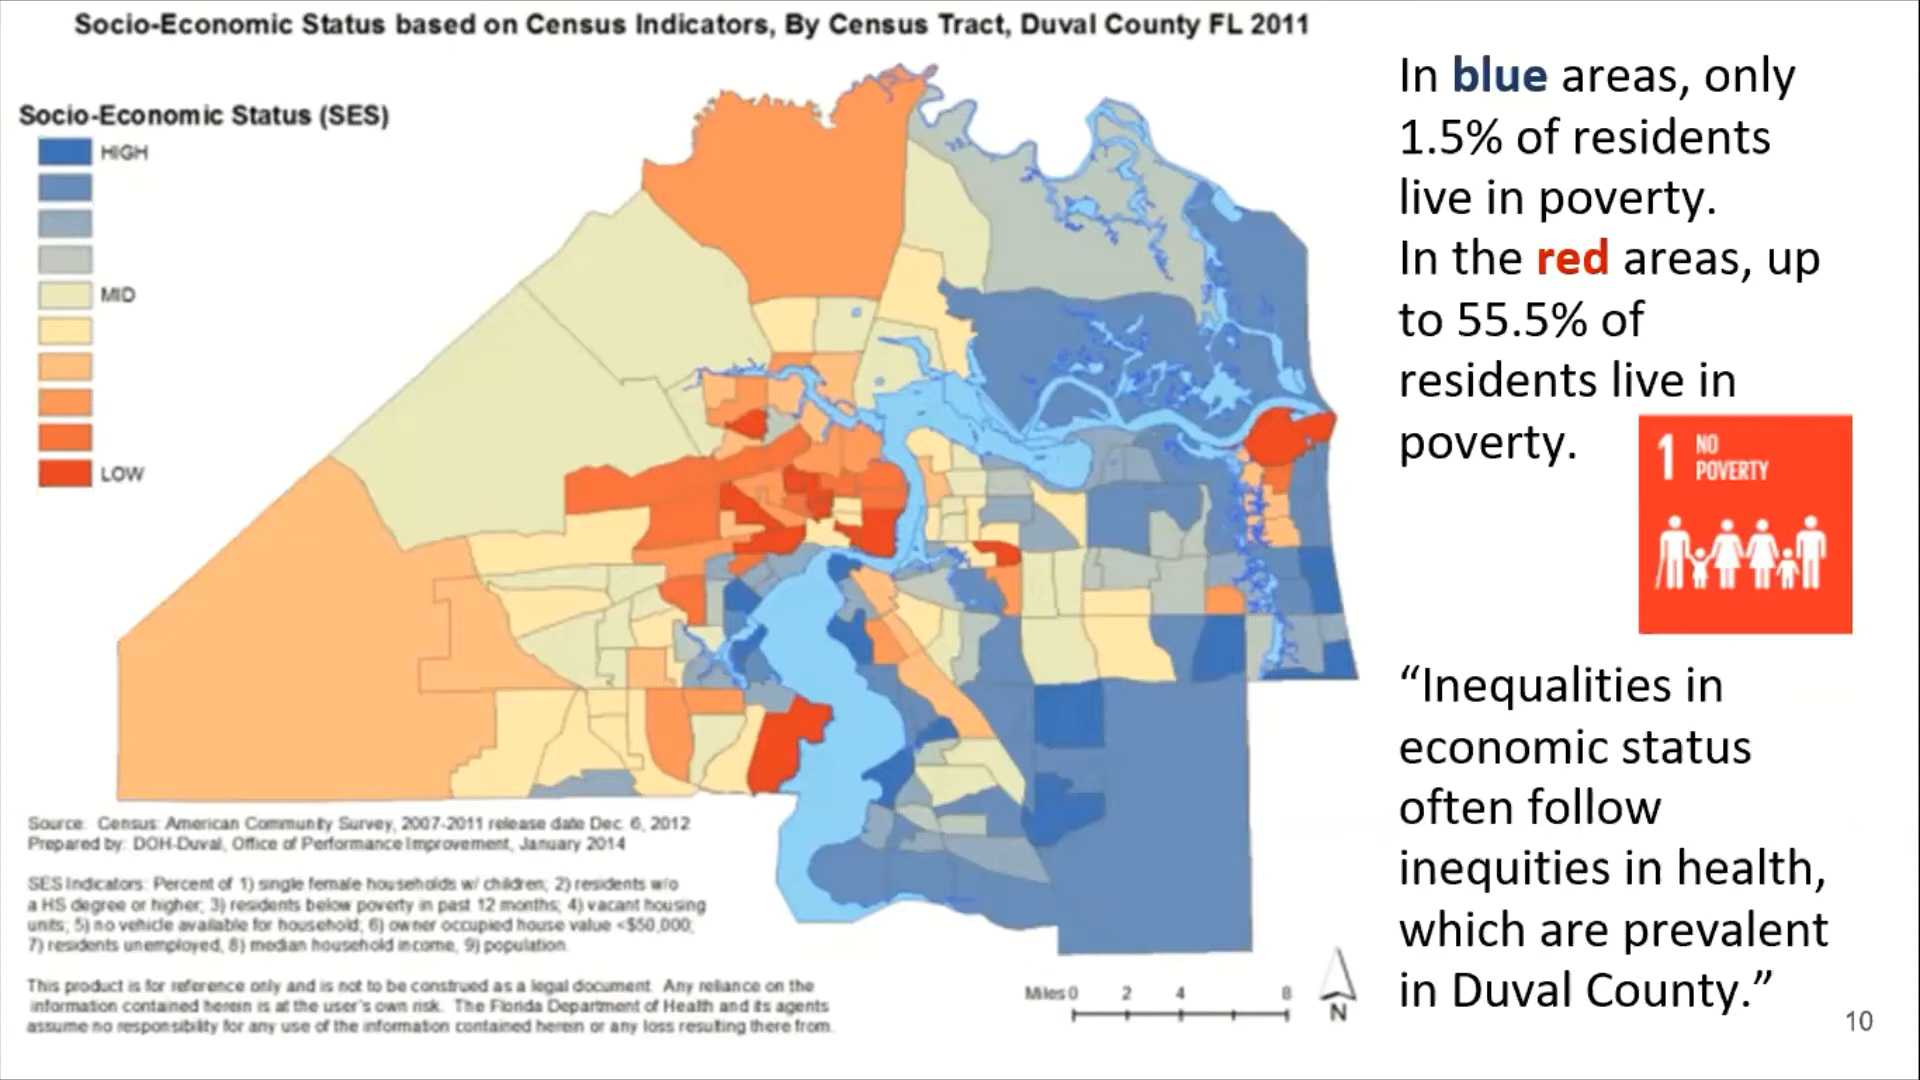 Socio-Economic Status based on Census Indicators, By Census Tract, Duval County FL 2011
Socio-Economic Status (SES)
HIGH
MID
LOW
Source: Census: American Community Survey, 2007-2011 release date Dec. 6, 2012
Prepared by: DOH-Duval, Office of Performance Improvement, January 2014
SES Indicators: Percent of 1) single female households w/ children; 2) residents w/o
a HS degree or higher; 3) residents below poverty in past 12 months; 4) vacant housing
units; 5) no vehicle available for household; 6) owner occupied house value <$50,000;
7) residents unemployed, 8) median household income, 9) population.
This product is for reference only and is not to be construed as a legal document. Any reliance on the
information contained herein is at the user's own risk. The Florida Department of Health and its agents
assume no responsibility for any use of the information contained herein or any loss resulting there from.
Miles 0 2 4 8
N
In blue areas, only
1.5% of residents
live in poverty.
In the red areas, up
to 55.5% of
residents live in
poverty.
1 NO
POVERTY
“Inequalities in
economic status
often follow
inequities in health,
which are prevalent
in Duval County.”
10